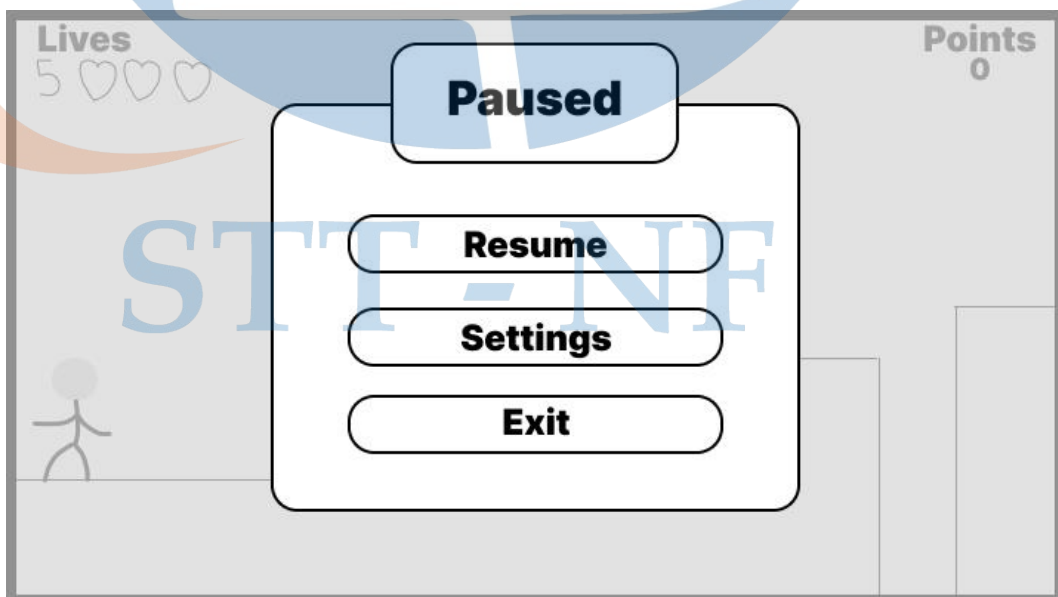 Lives
Points
5
0
Paused
STT - NF
Resume
Settings
Exit